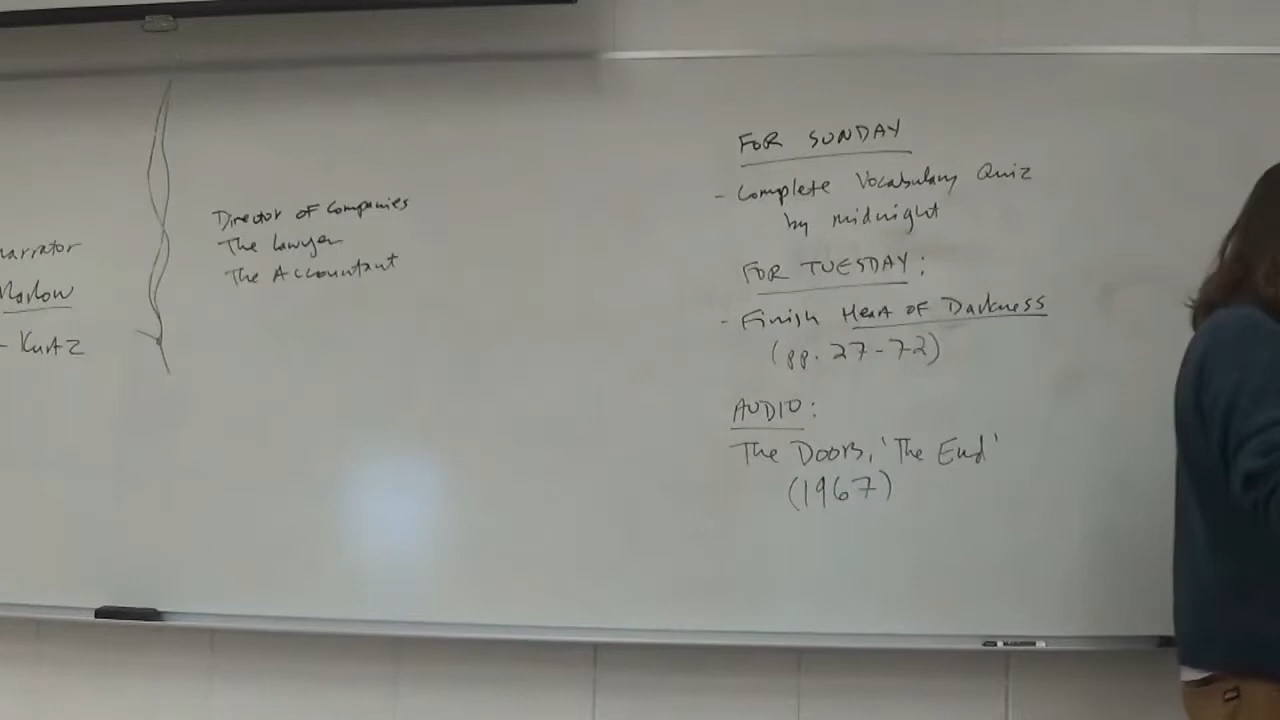 narrator
Marlow
- Kurtz
Director of Companies
The Lawyer
The Accountant
FOR SUNDAY
- Complete Vocabulary Quiz
by midnight
FOR TUESDAY:
- Finish Heart of Darkness
(pp. 27-72)
AUDIO:
The Doors, 'The End'
(1967)